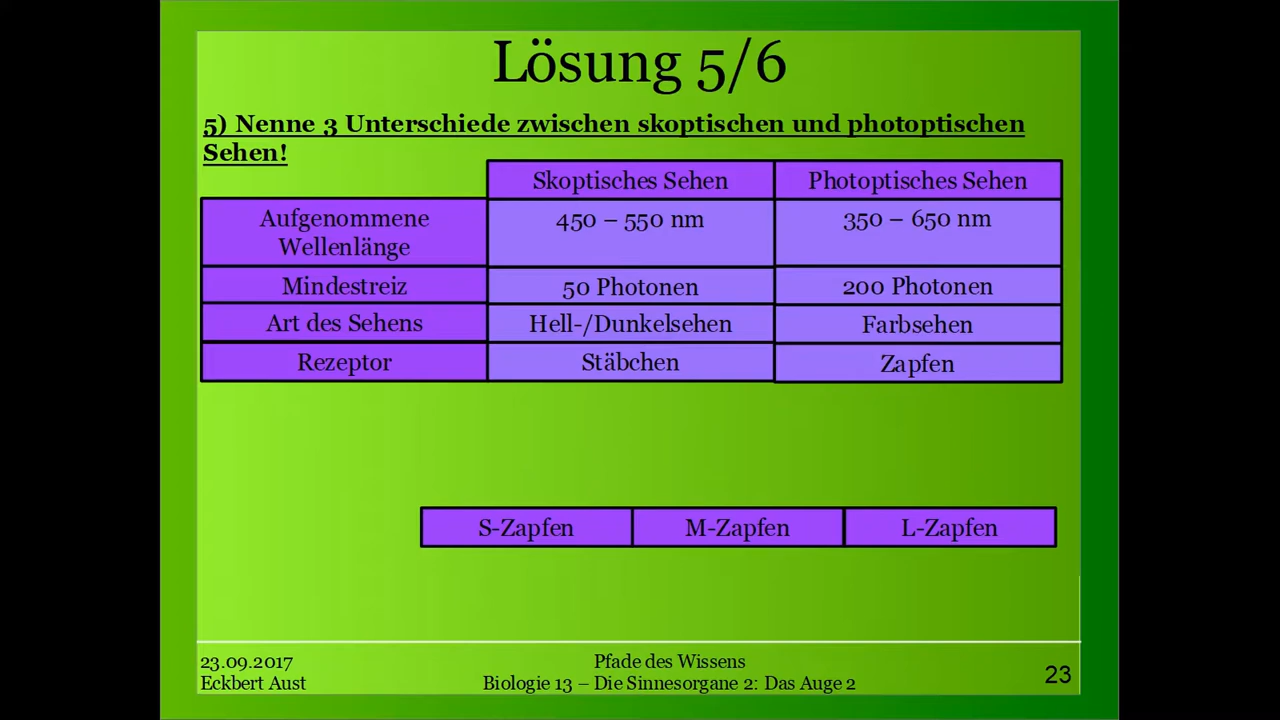 Lösung 5/6
5) Nenne 3 Unterschiede zwischen skoptischen und photoptischen
Sehen!
Skoptisches Sehen Photoptisches Sehen
Aufgenommene
Wellenlänge
450 – 550 nm 350 – 650 nm
Mindestreiz 50 Photonen 200 Photonen
Art des Sehens Hell-/Dunkelsehen Farbsehen
Rezeptor Stäbchen Zapfen
S-Zapfen M-Zapfen L-Zapfen
23.09.2017
Eckbert Aust
Pfade des Wissens
Biologie 13 – Die Sinnesorgane 2: Das Auge 2
23